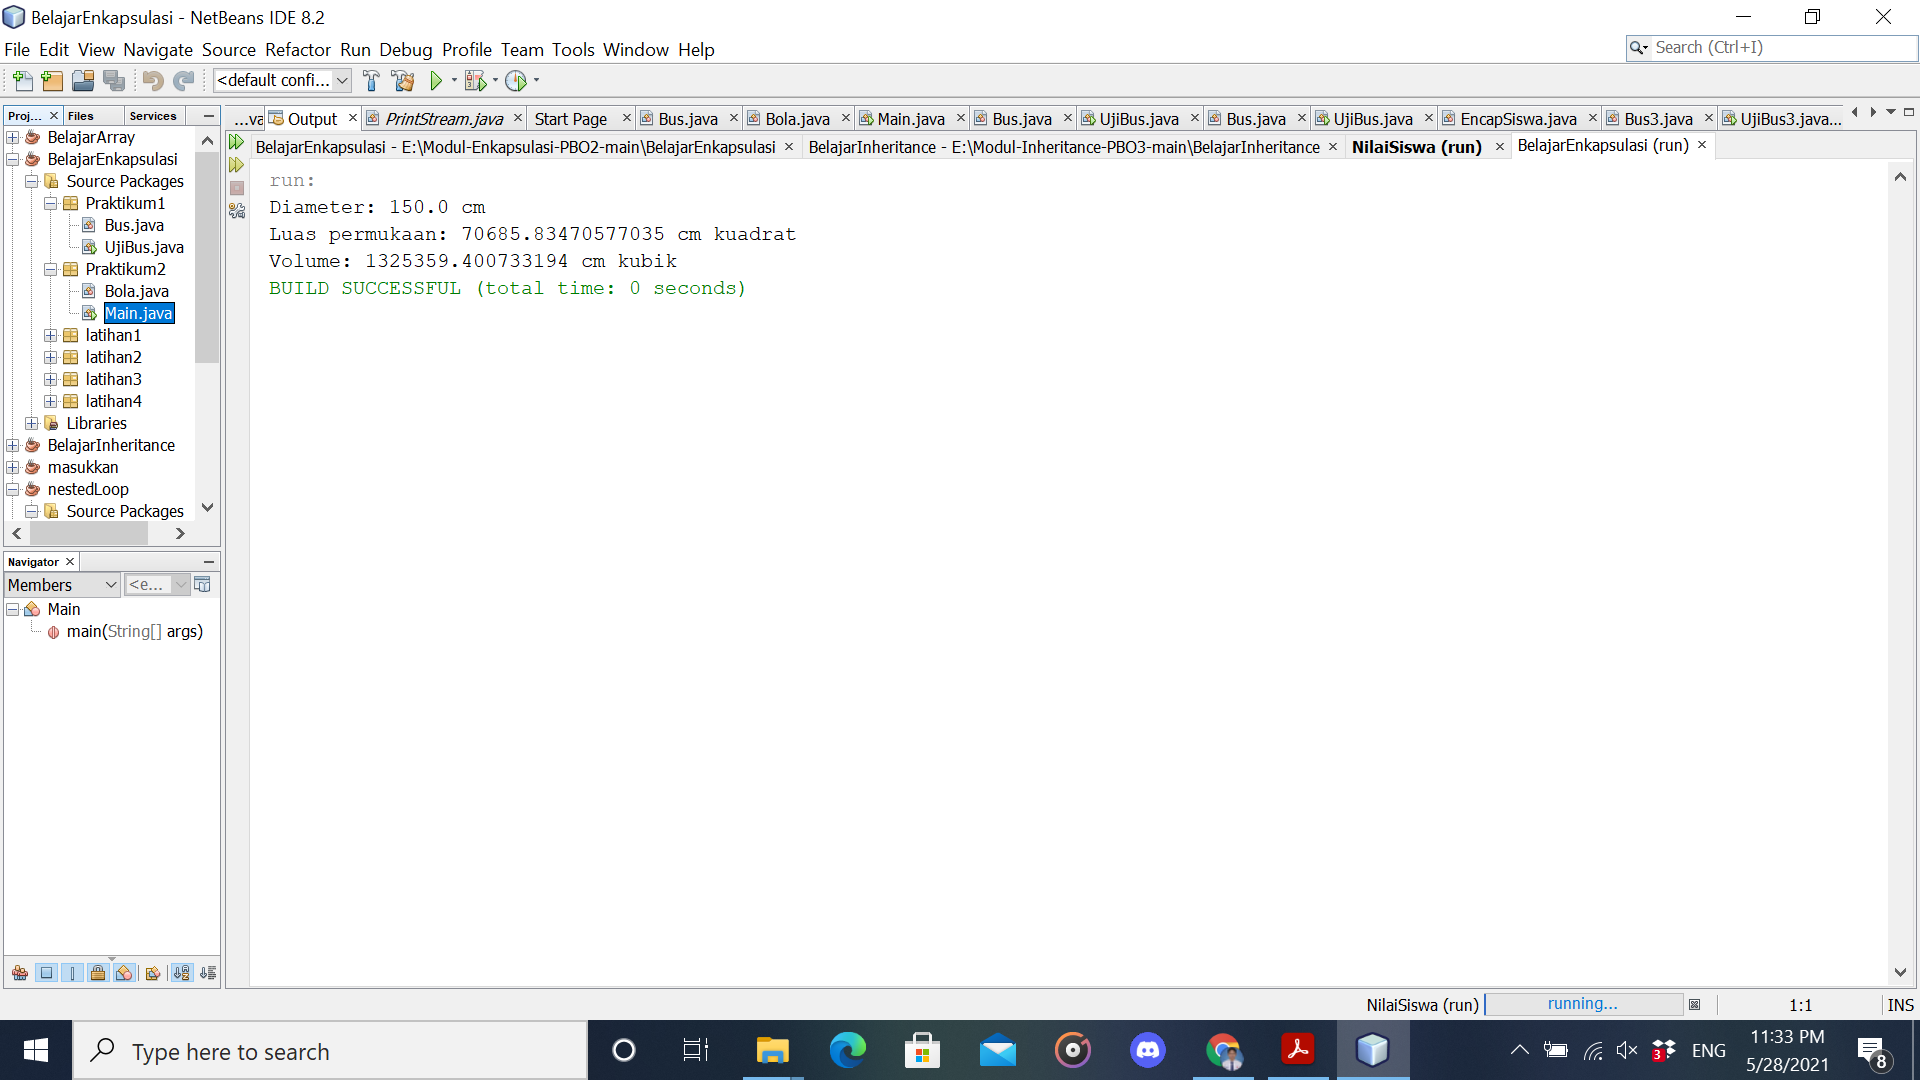 BelajarEnkapsulasi - NetBeans IDE 8.2
File Edit View Navigate Source Refactor Run Debug Profile Team Tools Window Help
Search (Ctrl+I)
<default confi...
Proj... Files Services
...va Output PrintStream.java Start Page Bus.java Bola.java Main.java Bus.java UjiBus.java Bus.java UjiBus.java EncapSiswa.java Bus3.java UjiBus3.java...
BelajarEnkapsulasi - E:\Modul-Enkapsulasi-PBO2-main\BelajarEnkapsulasi BelajarInheritance - E:\Modul-Inheritance-PBO3-main\BelajarInheritance NilaiSiswa (run) BelajarEnkapsulasi (run)
BelajarArray
BelajarEnkapsulasi
Source Packages
Praktikum1
Bus.java
UjiBus.java
Praktikum2
Bola.java
Main.java
latihan1
latihan2
latihan3
latihan4
Libraries
BelajarInheritance
masukkan
nestedLoop
Source Packages
run:
Diameter: 150.0 cm
Luas permukaan: 70685.83470577035 cm kuadrat
Volume: 1325359.400733194 cm kubik
BUILD SUCCESSFUL (total time: 0 seconds)
Navigator
Members <e...
Main
main(String[] args)
NilaiSiswa (run) running... 1:1 INS
Type here to search
3
ENG
11:33 PM
5/28/2021
8